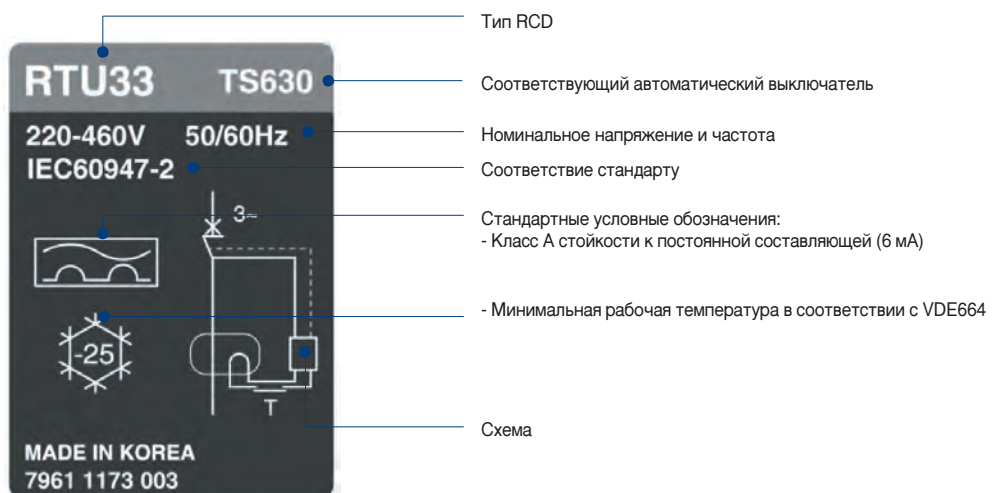 Тип RCD
RTU33 TS630
Соответствующий автоматический выключатель
220-460V 50/60Hz
Номинальное напряжение и частота
IEC60947-2
Соответствие стандарту
3~
Стандартные условные обозначения:
- Класс А стойкости к постоянной составляющей (6 мА)
-25
- Минимальная рабочая температура в соответствии с VDE664
T
Схема
MADE IN KOREA
7961 1173 003